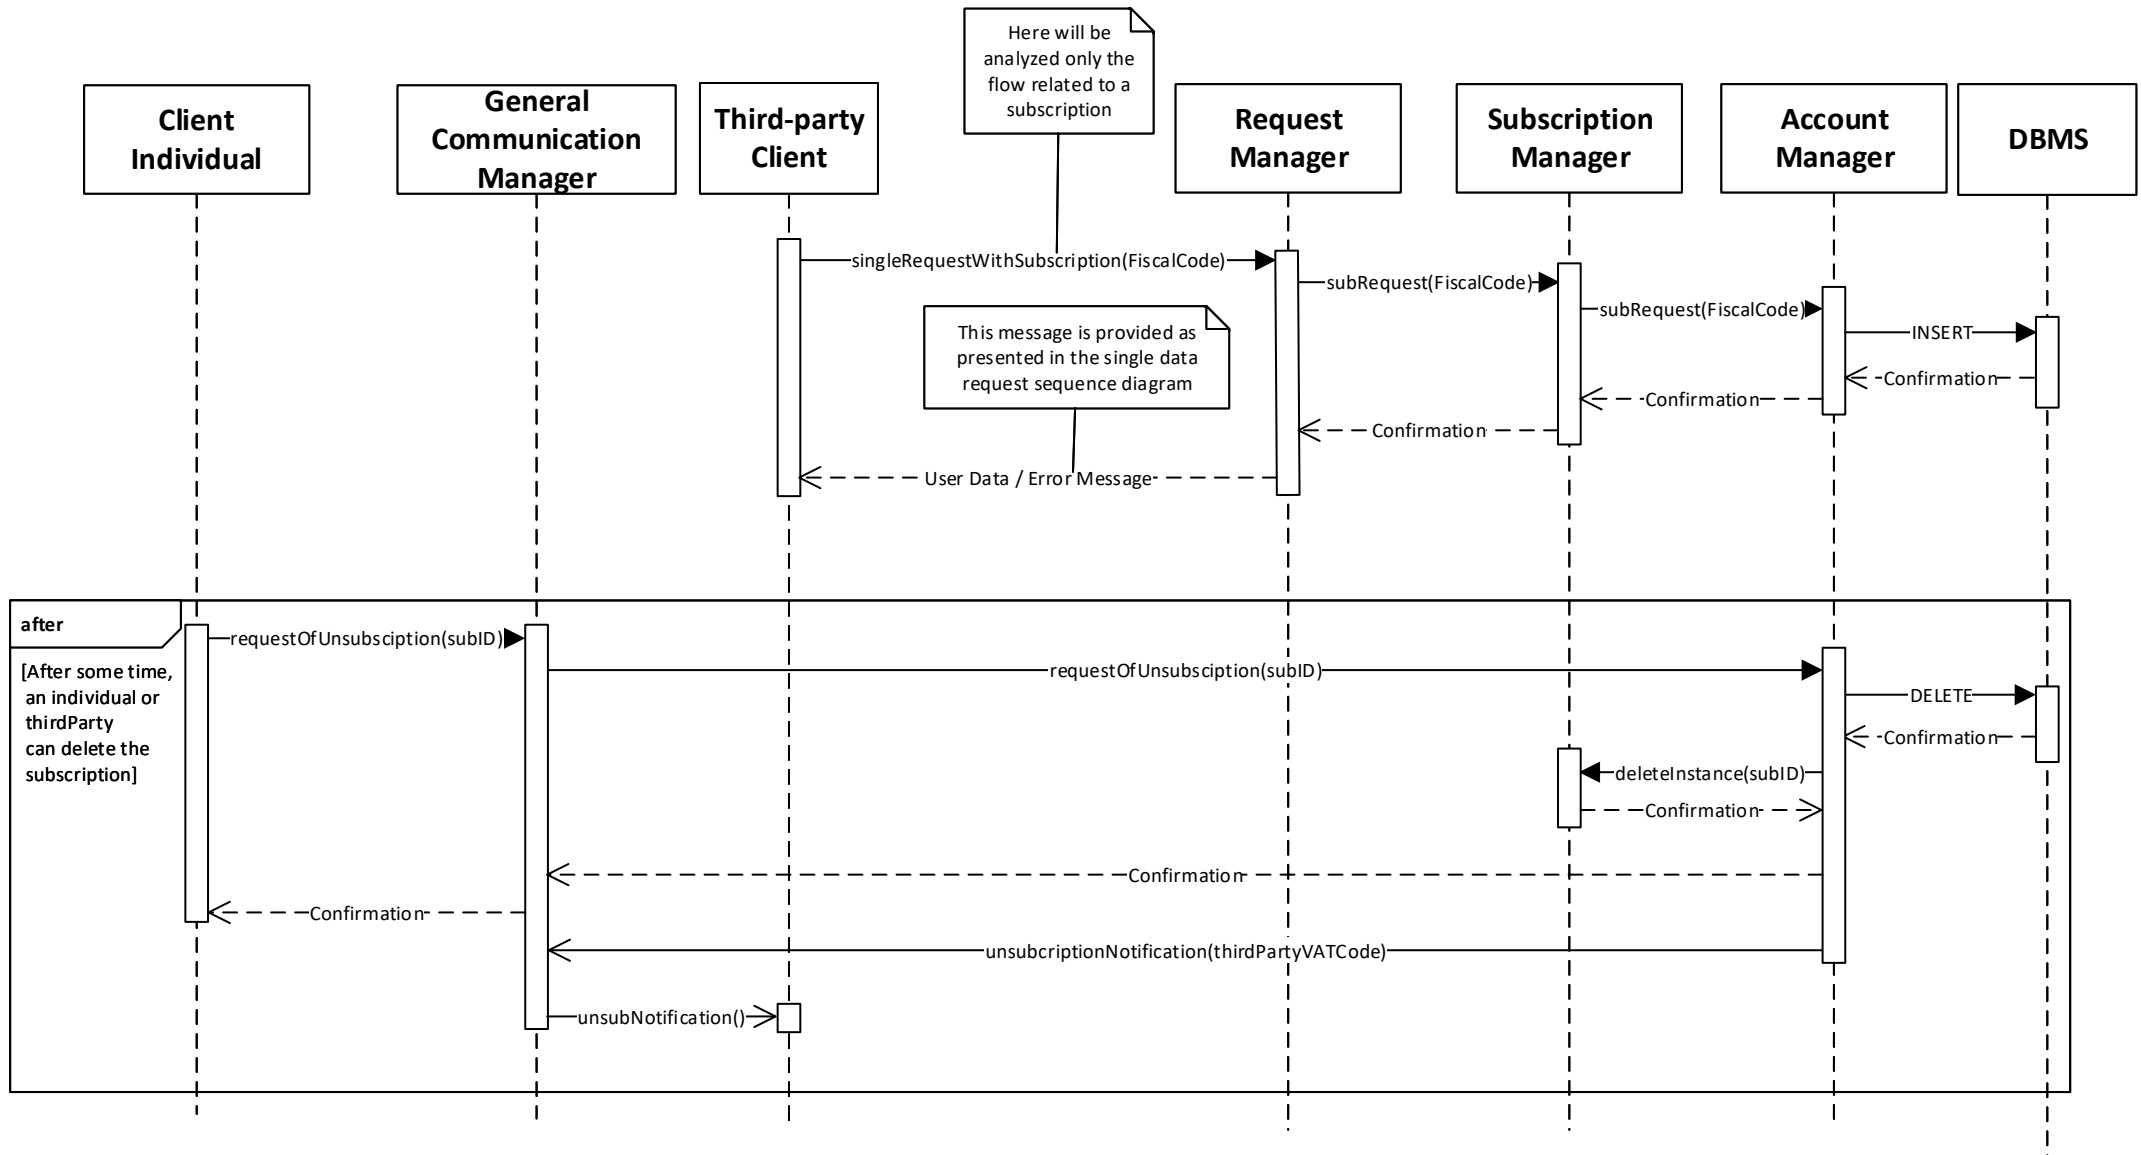 Here will be
analyzed only the
flow related to a
subscription
Client
Individual
General
Communication
Manager
Third-party
Client
Request
Manager
Subscription
Manager
Account
Manager
DBMS
singleRequestWithSubscription(FiscalCode)
subRequest(FiscalCode)
subRequest(FiscalCode)
INSERT
This message is provided as
presented in the single data
request sequence diagram
Confirmation
Confirmation
Confirmation
User Data / Error Message
after
[After some time,
an individual or
thirdParty
can delete the
subscription]
requestOfUnsubsciption(subID)
requestOfUnsubsciption(subID)
DELETE
Confirmation
deleteInstance(subID)
Confirmation
Confirmation
Confirmation
unsubcriptionNotification(thirdPartyVATCode)
unsubNotification()